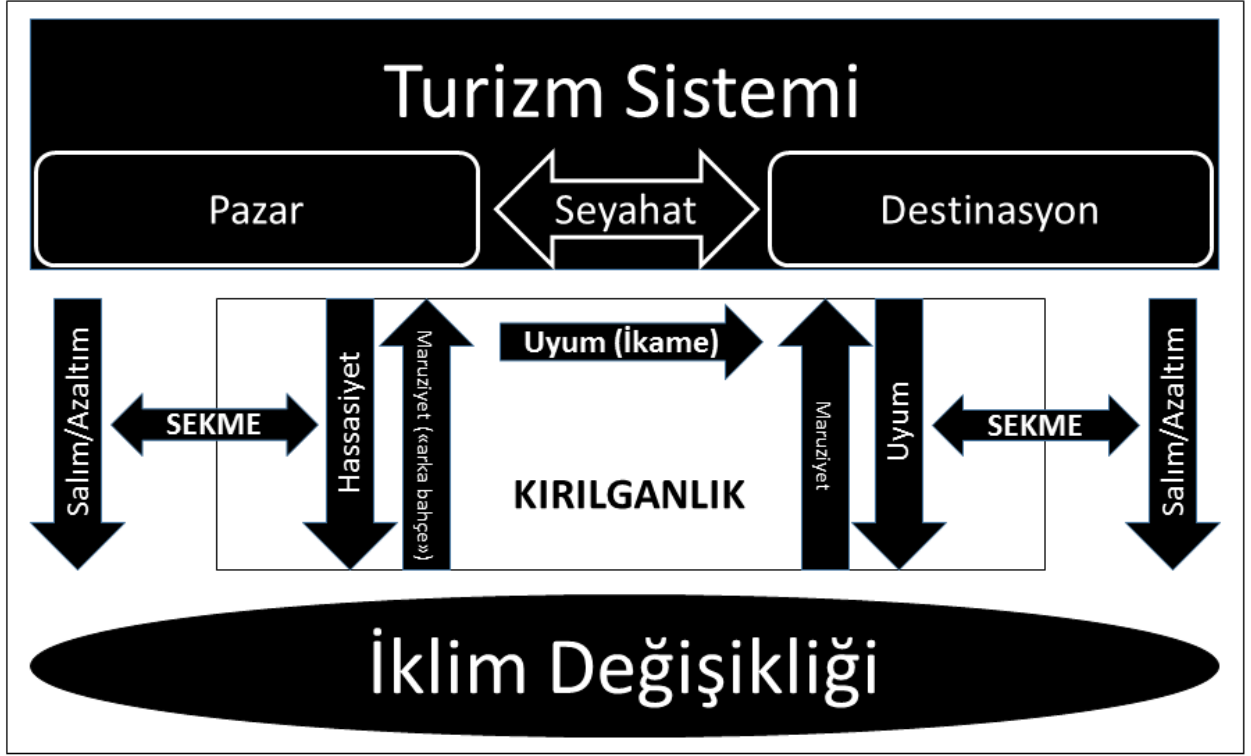 Turizm Sistemi
Pazar
Seyahat
Destinasyon
Salım/Azaltım
SEKME
Hassasiyet
Maruziyet («arka bahçe»)
Uyum (İkame)
KIRILGANLIK
Maruziyet
Uyum
SEKME
Salım/Azaltım
İklim Değişikliği